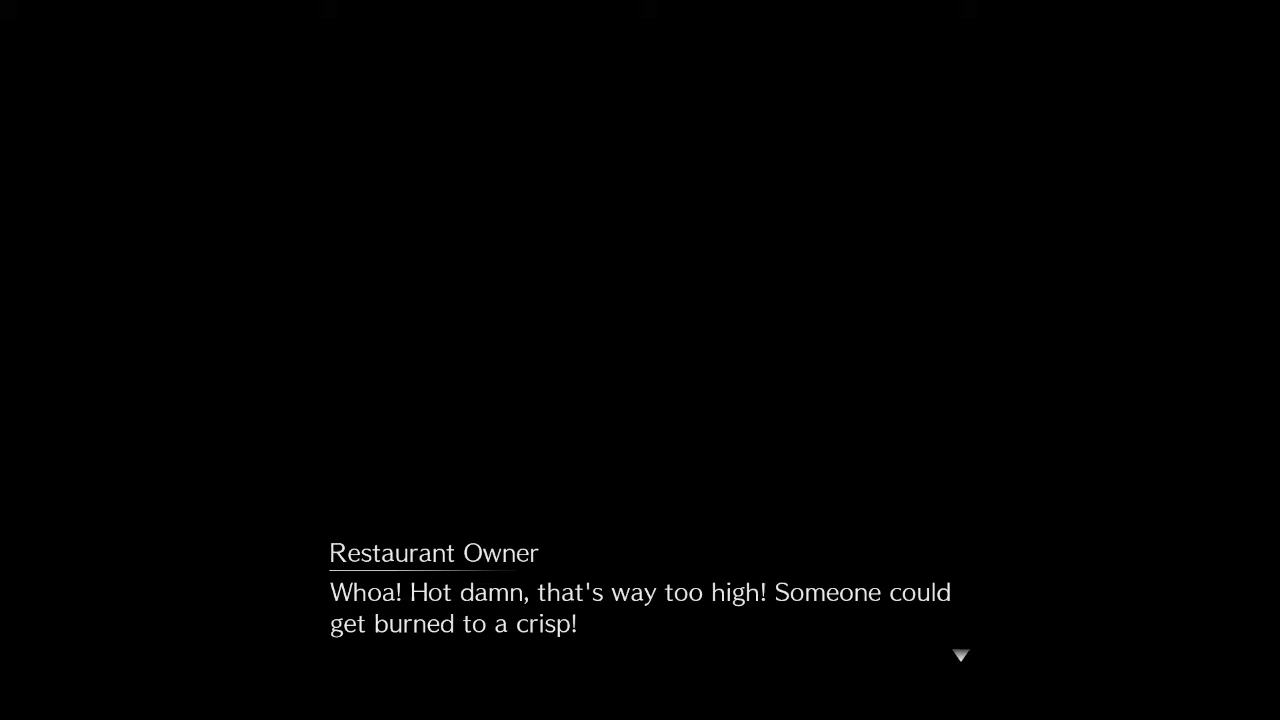 Restaurant Owner
Whoa! Hot damn, that's way too high! Someone could
get burned to a crisp!